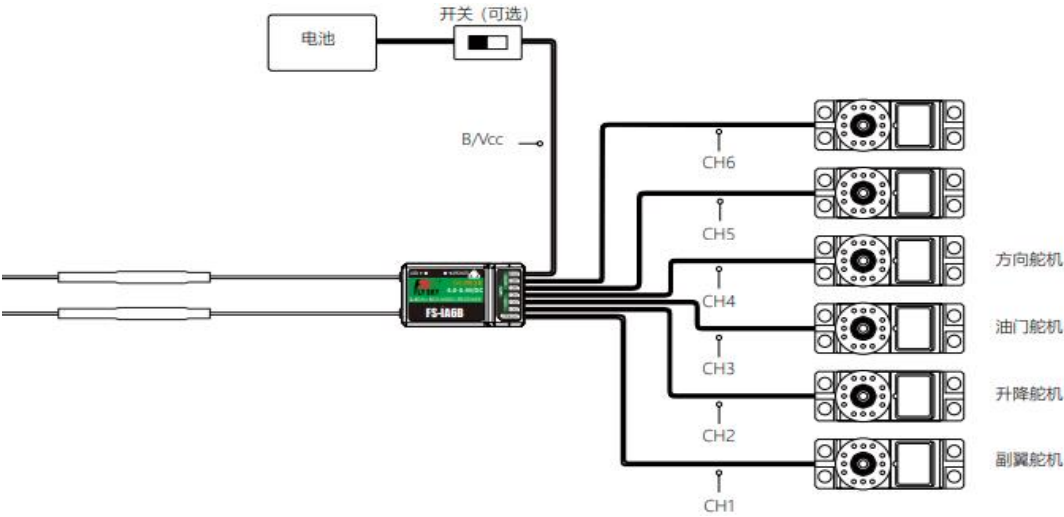 开关（可选）
电池
B/Vcc
CH6
CH5
方向舵机
CH4
FS-iA6B
油门舵机
CH3
升降舵机
CH2
副翼舵机
CH1